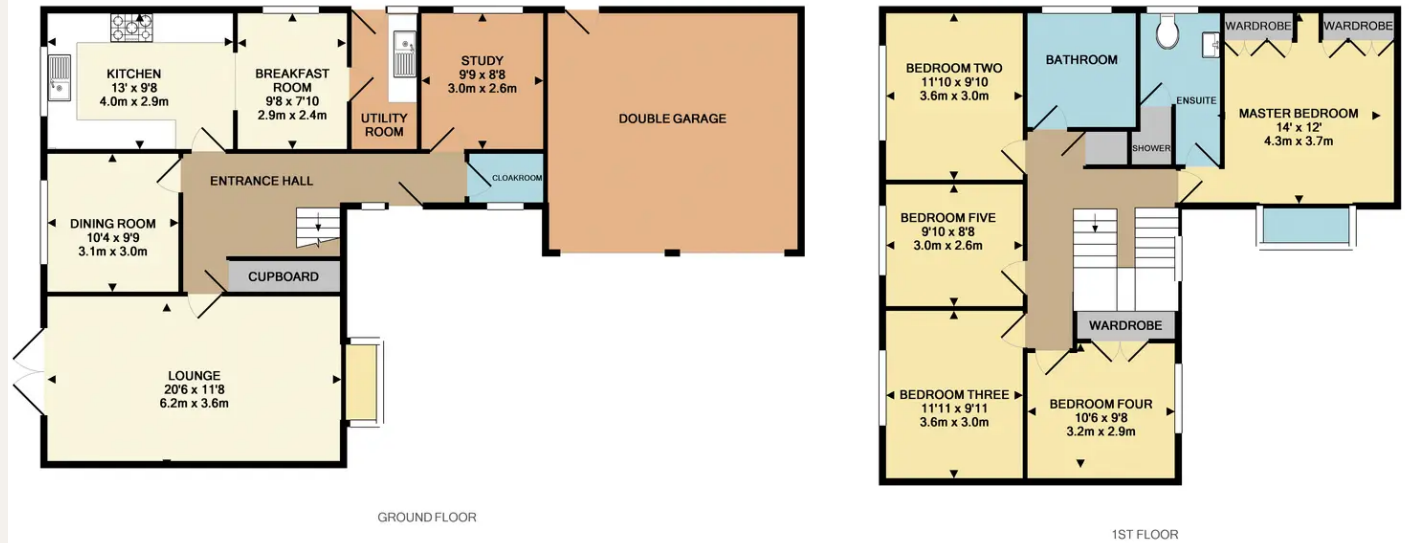 KITCHEN
13' x 9'8
4.0m x 2.9m
BREAKFAST
ROOM
9'8 x 7'10
2.9m x 2.4m
UTILITY
ROOM
STUDY
9'9 x 8'8
3.0m x 2.6m
DOUBLE GARAGE
ENTRANCE HALL
CLOAKROOM
DINING ROOM
10'4 x 9'9
3.1m x 3.0m
CUPBOARD
LOUNGE
20'6 x 11'8
6.2m x 3.6m
GROUND FLOOR
BEDROOM TWO
11'10 x 9'10
3.6m x 3.0m
BATHROOM
ENSUITE
SHOWER
WARDROBE
WARDROBE
MASTER BEDROOM
14' x 12'
4.3m x 3.7m
BEDROOM FIVE
9'10 x 8'8
3.0m x 2.6m
WARDROBE
BEDROOM THREE
11'11 x 9'11
3.6m x 3.0m
BEDROOM FOUR
10'6 x 9'8
3.2m x 2.9m
1ST FLOOR